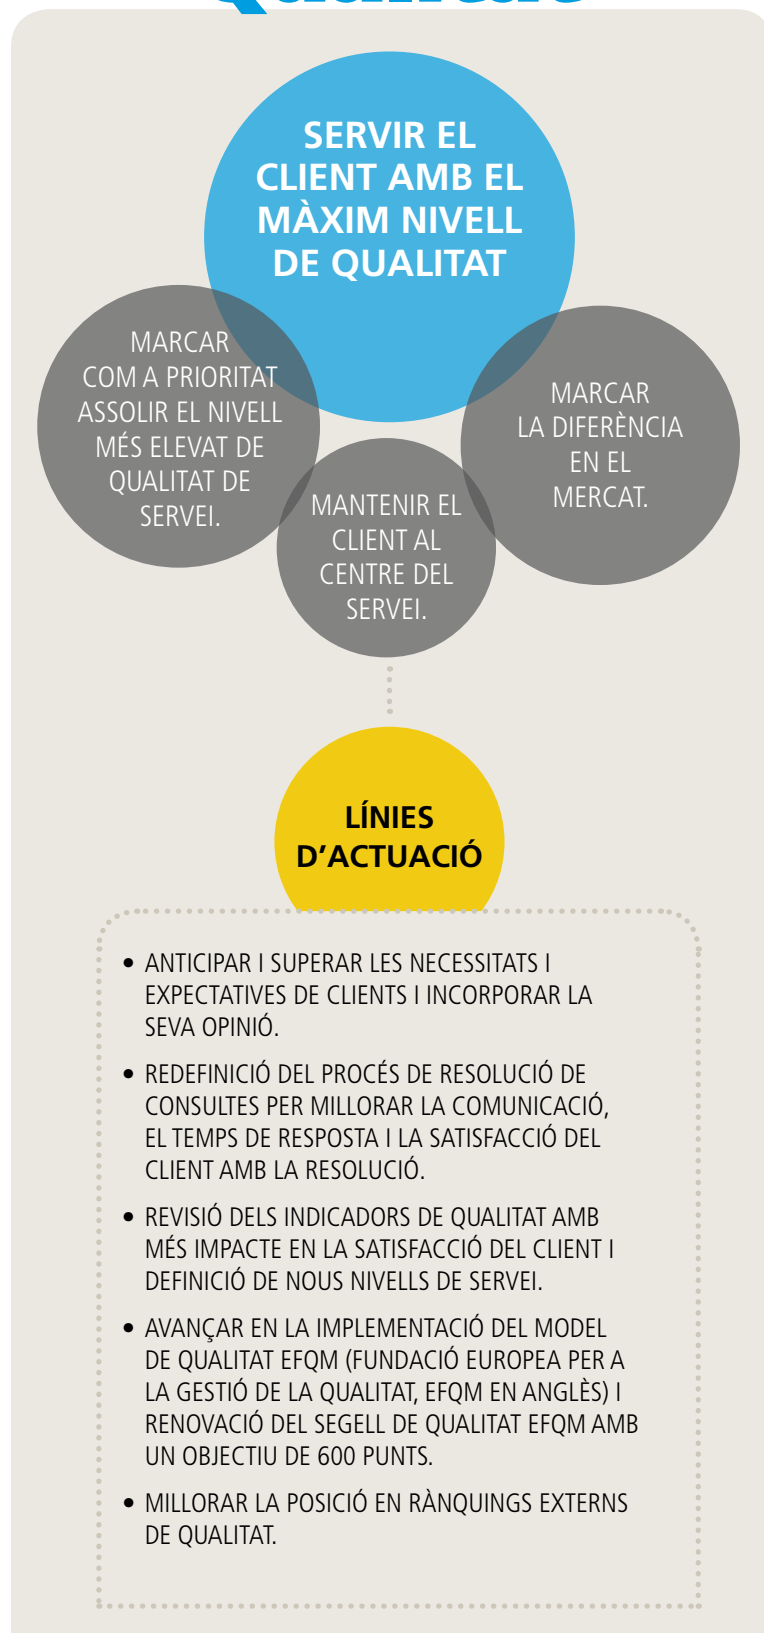 Qualitat
SERVIR EL
CLIENT AMB EL
MÀXIM NIVELL
DE QUALITAT
MARCAR
COM A PRIORITAT
ASSOLIR EL NIVELL
MÉS ELEVAT DE
QUALITAT DE
SERVEI.
MANTENIR EL
CLIENT AL
CENTRE DEL
SERVEI.
MARCAR
LA DIFERÈNCIA
EN EL
MERCAT.
LÍNIES
D’ACTUACIÓ
• ANTICIPAR I SUPERAR LES NECESSITATS I
EXPECTATIVES DE CLIENTS I INCORPORAR LA
SEVA OPINIÓ.
• REDEFINICIÓ DEL PROCÉS DE RESOLUCIÓ DE
CONSULTES PER MILLORAR LA COMUNICACIÓ,
EL TEMPS DE RESPOSTA I LA SATISFACCIÓ DEL
CLIENT AMB LA RESOLUCIÓ.
• REVISIÓ DELS INDICADORS DE QUALITAT AMB
MÉS IMPACTE EN LA SATISFACCIÓ DEL CLIENT I
DEFINICIÓ DE NOUS NIVELLS DE SERVEI.
• AVANÇAR EN LA IMPLEMENTACIÓ DEL MODEL
DE QUALITAT EFQM (FUNDACIÓ EUROPEA PER A
LA GESTIÓ DE LA QUALITAT, EFQM EN ANGLÈS) I
RENOVACIÓ DEL SEGELL DE QUALITAT EFQM AMB
UN OBJECTIU DE 600 PUNTS.
• MILLORAR LA POSICIÓ EN RÀNQUINGS EXTERNS
DE QUALITAT.